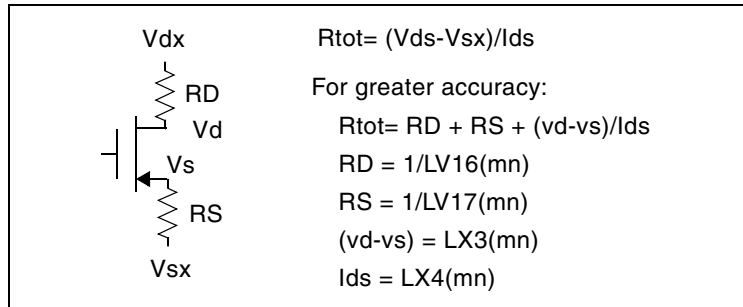 Vdx
RD
Vd
Vs
RS
Vsx
Rtot= (Vds-Vsx)/Ids
For greater accuracy:
Rtot= RD + RS + (vd-vs)/Ids
RD = 1/LV16(mn)
RS = 1/LV17(mn)
(vd-vs) = LX3(mn)
Ids = LX4(mn)